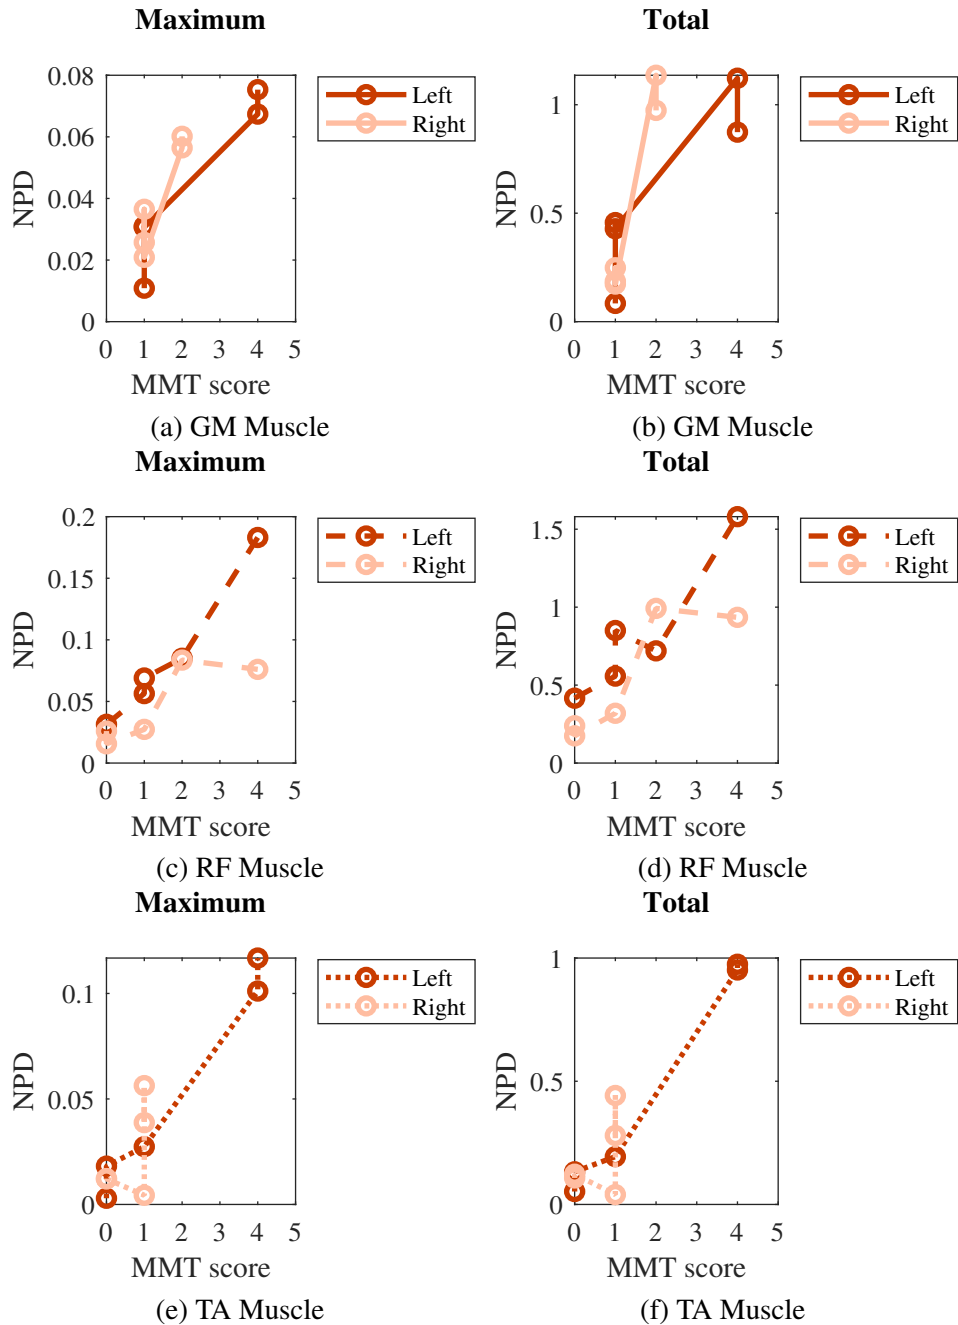 Maximum
Total
0.08
0.06
0.04
0.02
0
NPD
0 1 2 3 4 5
MMT score
Left
Right
1
0.5
0
NPD
0 1 2 3 4 5
MMT score
Left
Right
(a) GM Muscle
(b) GM Muscle
Maximum
Total
0.2
0.15
0.1
0.05
0
NPD
0 1 2 3 4 5
MMT score
Left
Right
1.5
1
0.5
0
NPD
0 1 2 3 4 5
MMT score
Left
Right
(c) RF Muscle
(d) RF Muscle
Maximum
Total
0.1
0.05
0
NPD
0 1 2 3 4 5
MMT score
Left
Right
1
0.5
0
NPD
0 1 2 3 4 5
MMT score
Left
Right
(e) TA Muscle
(f) TA Muscle